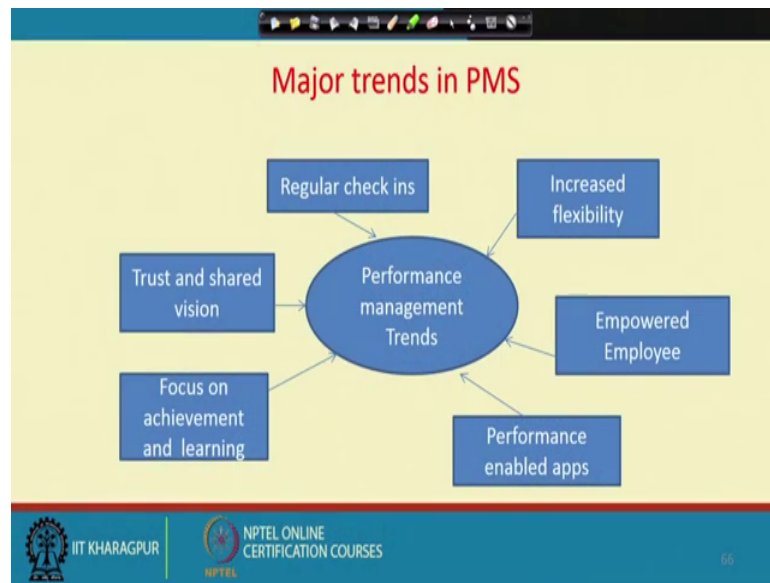 Major trends in PMS
Regular check ins
Increased
flexibility
Trust and shared
vision
Performance
management
Trends
Empowered
Employee
Focus on
achievement
and learning
Performance
enabled apps
IIT KHARAGPUR
NPTEL
NPTEL ONLINE
CERTIFICATION COURSES
66